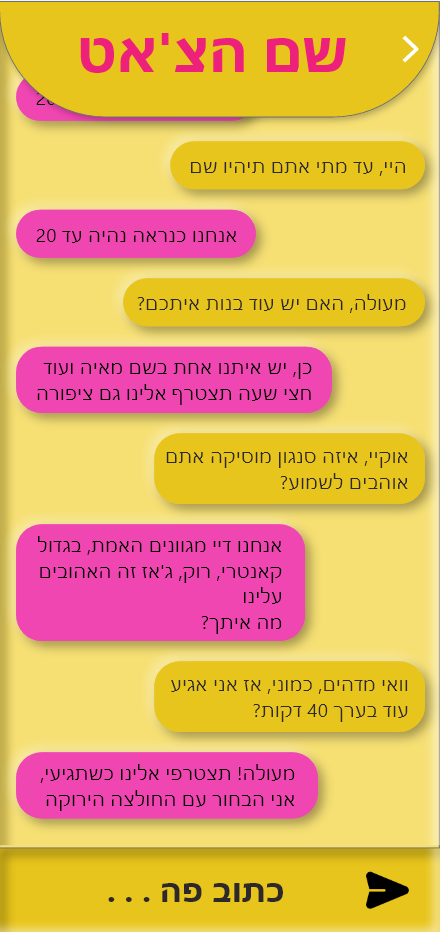 שם הצ'אט
20
היי, עד מתי אתם תיהיו שם
אנחנו כנראה נהיה עד 20
מעולה, האם יש עוד בנות איתכם?
כן, יש איתנו אחת בשם מאיה ועוד
חצי שעה תצטרף אלינו גם ציפורה
אוקיי, איזה סנגון מוסיקה אתם
אוהבים לשמוע?
אנחנו דיי מגוונים האמת, בגדול
קאנטרי, רוק, ג'אז זה האהובים
עלינו
מה איתך?
וואי מדהים, כמוני, אז אני אגיע
עוד בערך 40 דקות?
מעולה! תצטרפי אלינו כשתגיעי,
אני הבחור עם החולצה הירוקה
כתוב פה . . .